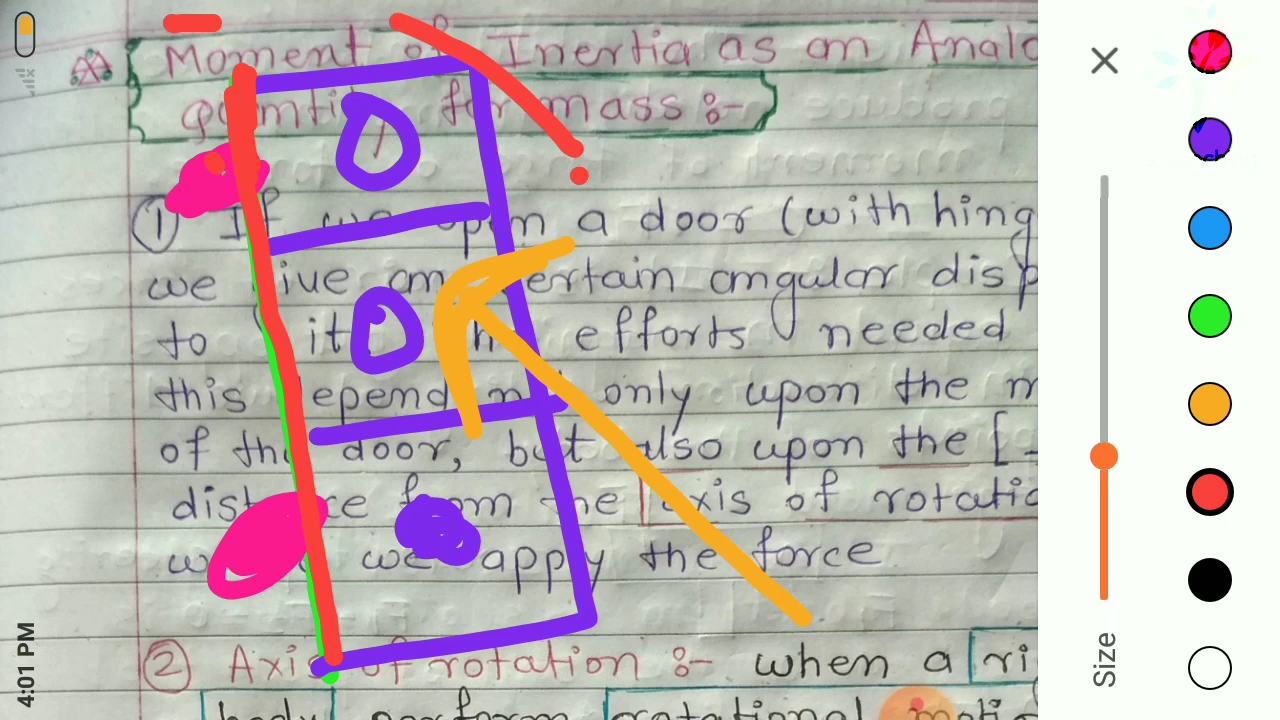 Moment of Inertia as an Analo
quantity for mass :-
① If we open a door (with hing
we give an certain angular disp
to it. The efforts needed
this depend not only upon the m
of the door, but also upon the [
distance from the axis of rotatio
we apply the force
② Axis of rotation :- when a ri
body perform rotational moti
Size
4:01 PM